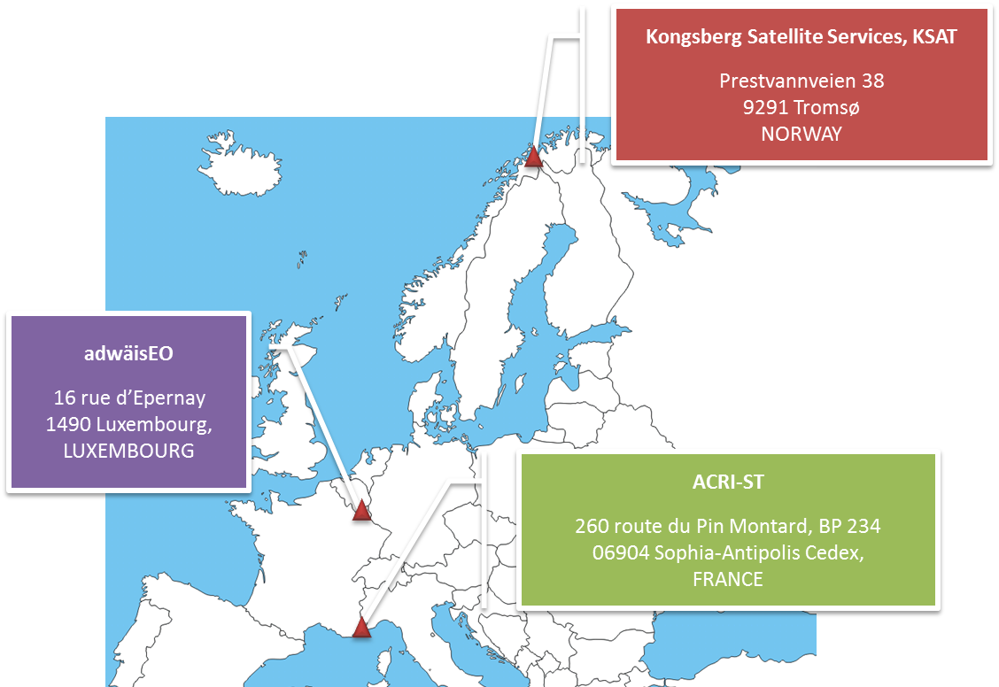 Kongsberg Satellite Services, KSAT
Prestvannveien 38
9291 Tromsø
NORWAY
adwäisEO
16 rue d’Epernay
1490 Luxembourg,
LUXEMBOURG
ACRI-ST
260 route du Pin Montard, BP 234
06904 Sophia-Antipolis Cedex,
FRANCE